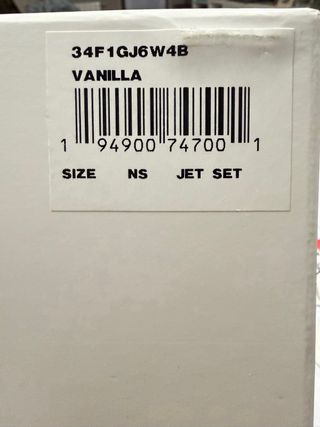 34F1GJ6W4B
VANILLA
1 94900 74700 1
SIZE NS JET SET